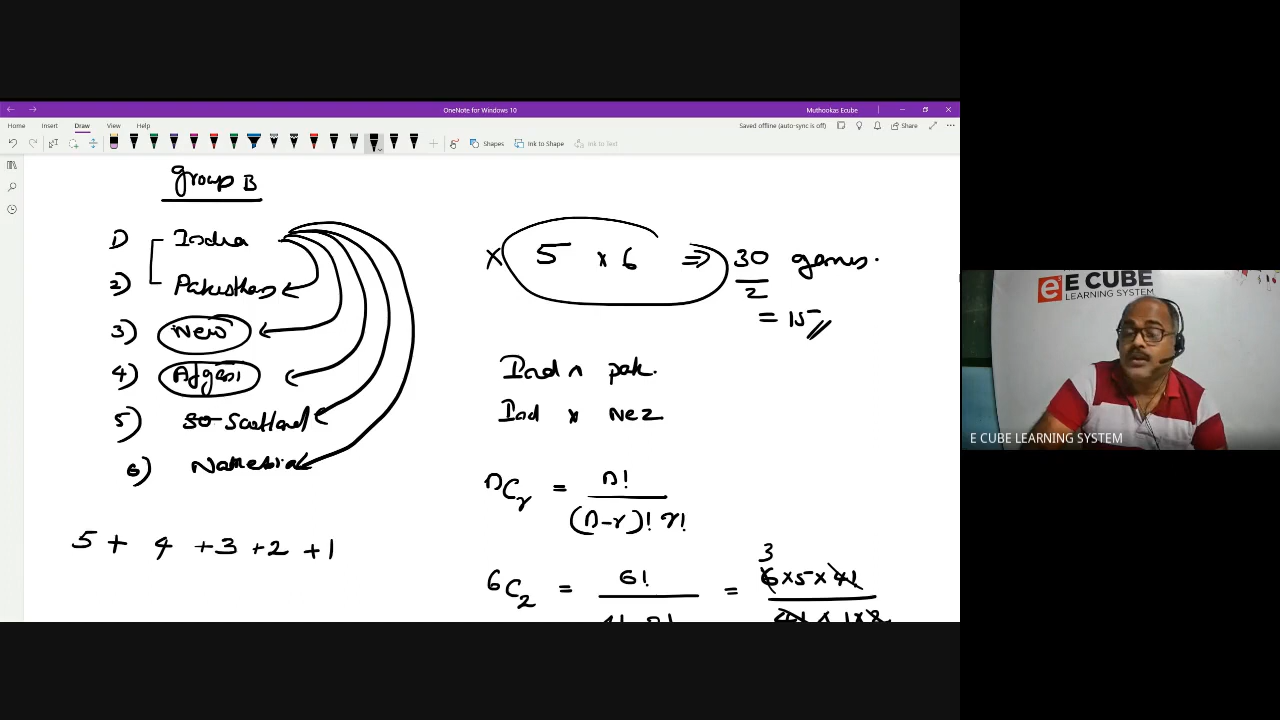 OneNote for Windows 10
Muthookas Ecube
Home Insert Draw View Help
Saved offline (auto-sync is off)
Share
Shapes
Ink to Shape
Ink to Text
Group B
1) India
2) Pakisthan
3) New
4) Afgani
5) so Scotland
6) Namebia
5 + 4 + 3 + 2 + 1
x 5 x 6 ⇒ 30 games.
2
= 15
Ind n pak.
Ind x Nez
nCr = n!
(n-r)! r!
6C2 = 6! = 6x5x4!
3
E CUBE
LEARNING SYSTEM
E CUBE LEARNING SYSTEM